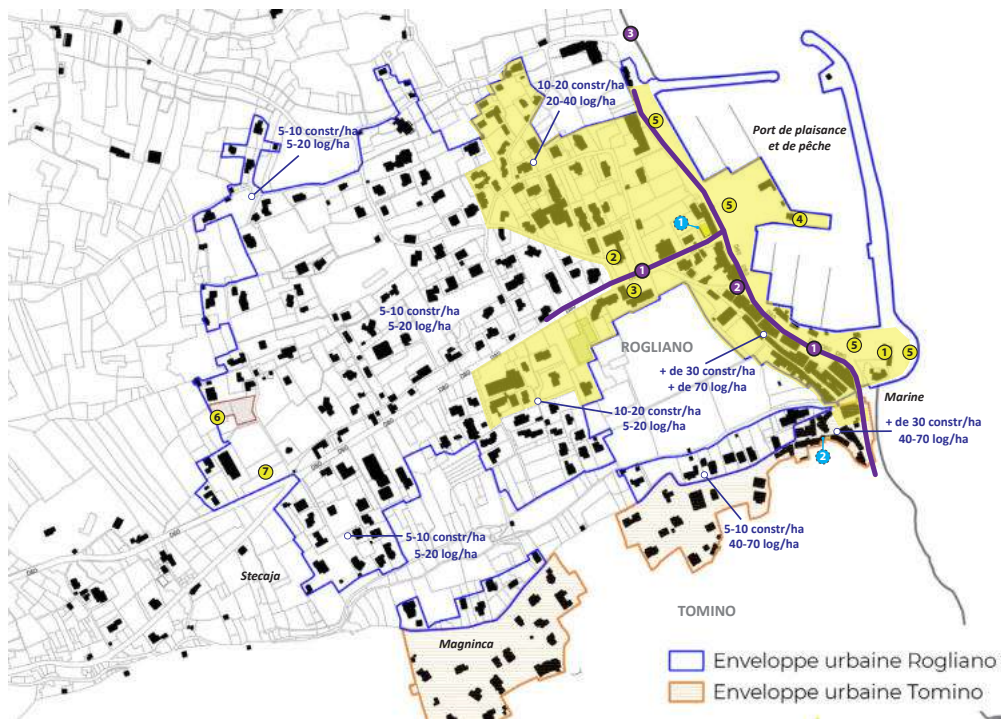 3
10-20 constr/ha
20-40 log/ha
5
Port de plaisance
et de pêche
5-10 constr/ha
5-20 log/ha
5
4
1
2
1
3
2
5-10 constr/ha
5-20 log/ha
ROGLIANO
+ de 30 constr/ha
+ de 70 log/ha
1
5
1
5
Marine
10-20 constr/ha
5-20 log/ha
+ de 30 constr/ha
40-70 log/ha
6
2
7
D80
D80
D80
5-10 constr/ha
40-70 log/ha
5-10 constr/ha
5-20 log/ha
Stecaja
TOMINO
Magninca
Enveloppe urbaine Rogliano
Enveloppe urbaine Tomino